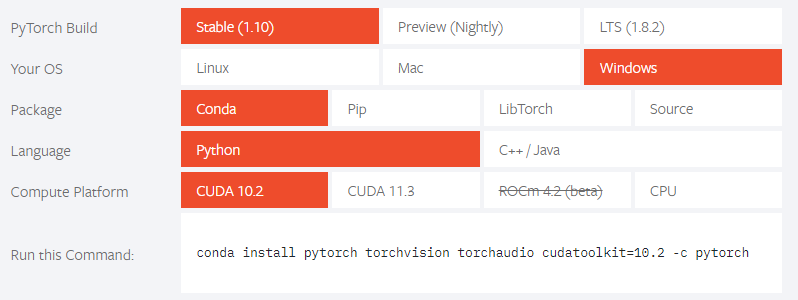 PyTorch Build Stable (1.10) Preview (Nightly) LTS (1.8.2)
Your OS Linux Mac Windows
Package Conda Pip LibTorch Source
Language Python C++ / Java
Compute Platform CUDA 10.2 CUDA 11.3 ROCm 4.2 (beta) CPU
Run this Command: conda install pytorch torchvision torchaudio cudatoolkit=10.2 -c pytorch